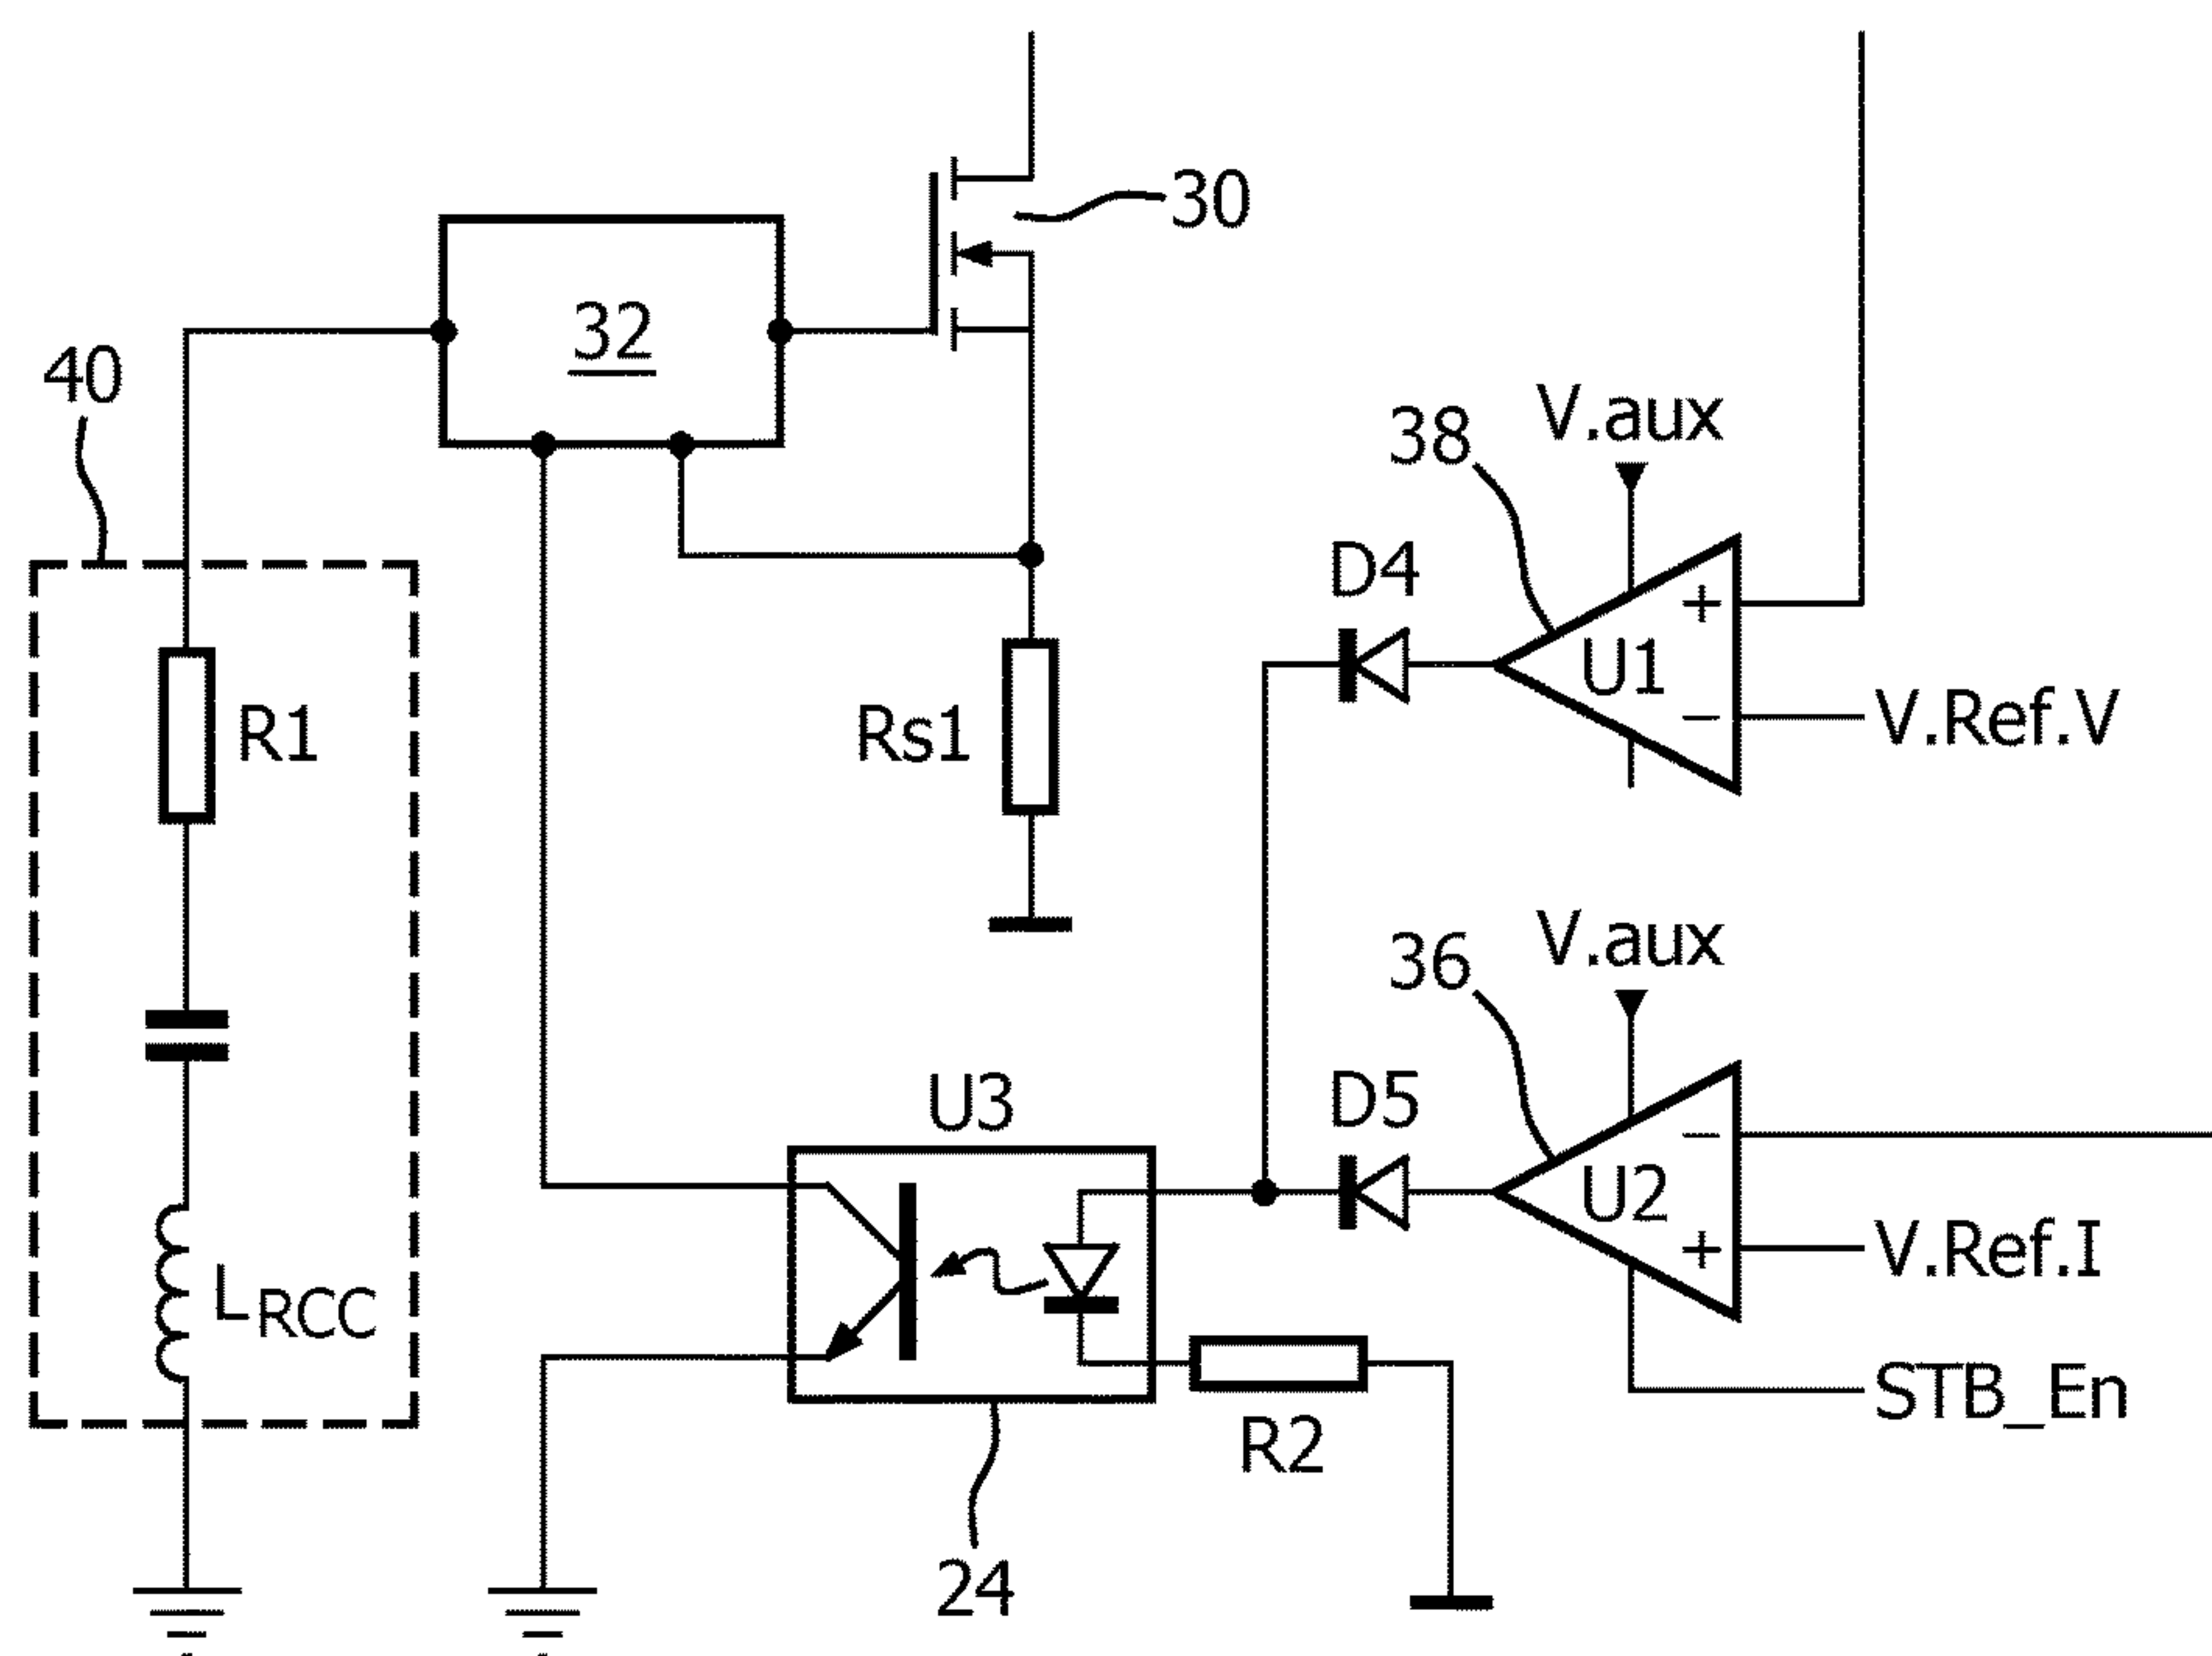 30
32
40
V.aux
38
D4
+
U1
R1
Rs1
−
V.Ref.V
V.aux
36
U3
D5
−
U2
+
V.Ref.I
LRCC
STB_En
R2
24